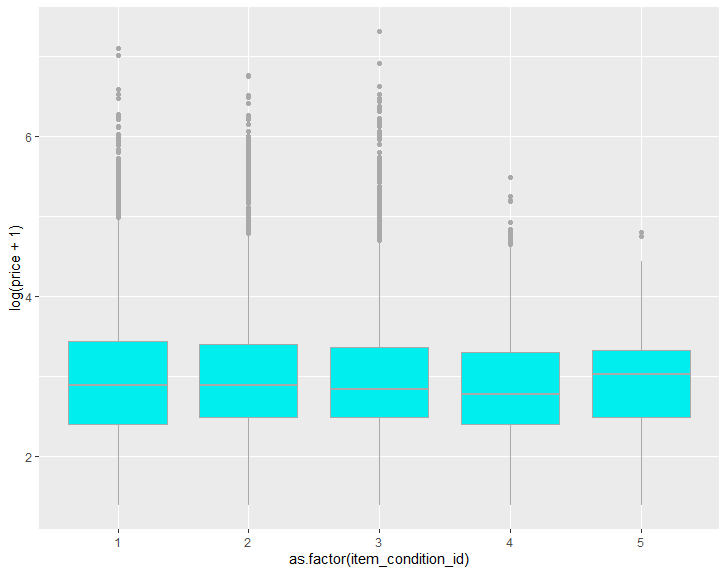 log(price + 1)
6
4
2
1 2 3 4 5
as.factor(item_condition_id)